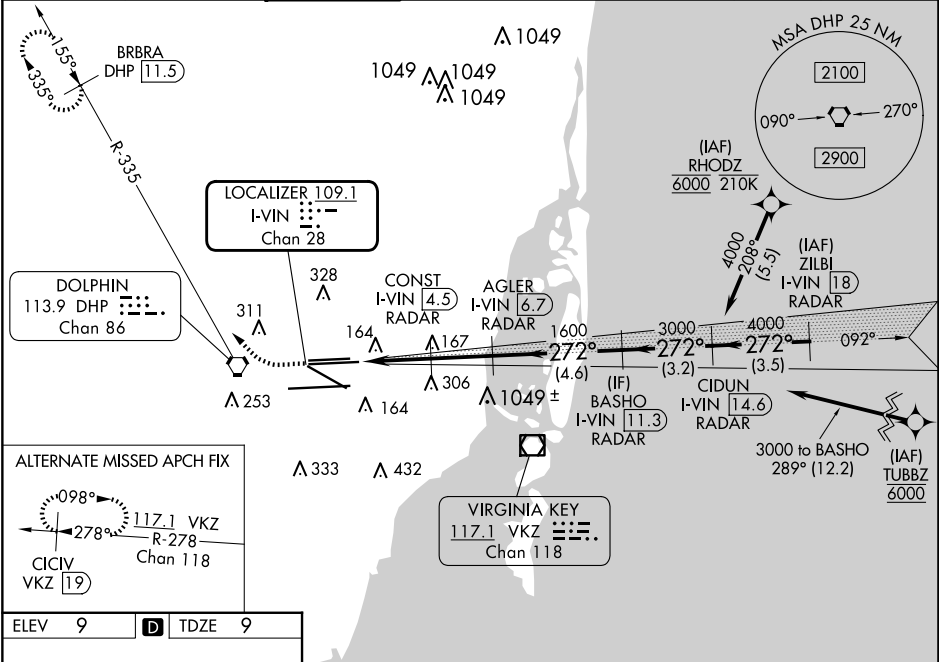 1049
1049
1049
1049
155°
335°
BRBRA
DHP 11.5
R-335
MSA DHP 25 NM
2100
090°
270°
2900
(IAF)
RHODZ
6000 210K
4000
208°
(5.5)
LOCALIZER 109.1
I-VIN
Chan 28
DOLPHIN
113.9 DHP
Chan 86
328
311
253
164
167
306
164
333
432
1049 ±
CONST
I-VIN 4.5
RADAR
AGLER
I-VIN 6.7
RADAR
(IAF)
ZILBI
I-VIN 18
RADAR
1600
272°
(4.6)
3000
272°
(3.2)
4000
272°
(3.5)
092°
(IF)
BASHO
I-VIN 11.3
RADAR
CIDUN
I-VIN 14.6
RADAR
3000 to BASHO
289° (12.2)
(IAF)
TUBBZ
6000
VIRGINIA KEY
117.1 VKZ
Chan 118
ALTERNATE MISSED APCH FIX
098°
278°
117.1 VKZ
R-278
Chan 118
CICIV
VKZ 19
ELEV 9 D TDZE 9